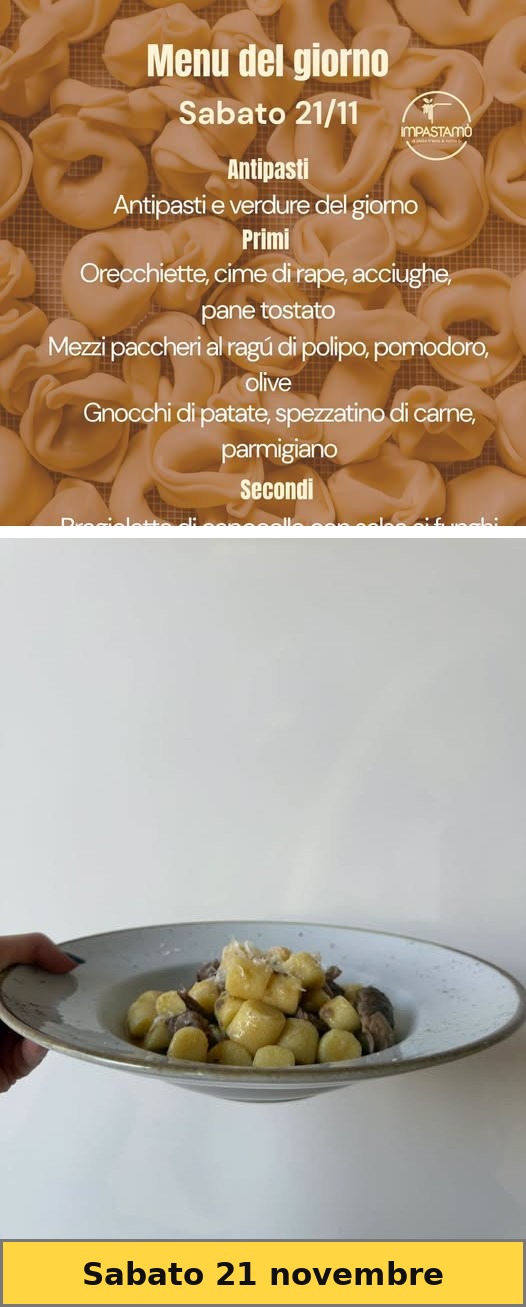 Menu del giorno
Sabato 21/11
IMPASTAMÒ
Antipasti
Antipasti e verdure del giorno
Primi
Orecchiette, cime di rape, acciughe,
pane tostato
Mezzi paccheri al ragú di polipo, pomodoro,
olive
Gnocchi di patate, spezzatino di carne,
parmigiano
Secondi
Sabato 21 novembre